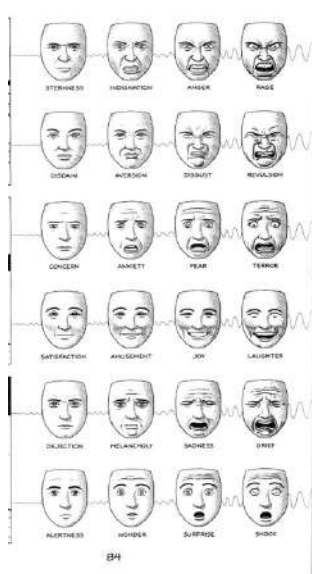 STERNNESS INDIGNATION ANGER RAGE
DISDAIN AVERSION DISGUST REVULSION
CONCERN ANXIETY FEAR TERROR
SATISFACTION AMUSEMENT JOY LAUGHTER
DEJECTION MELANCHOLY SADNESS GRIEF
ALERTNESS WONDER SURPRISE SHOCK
84